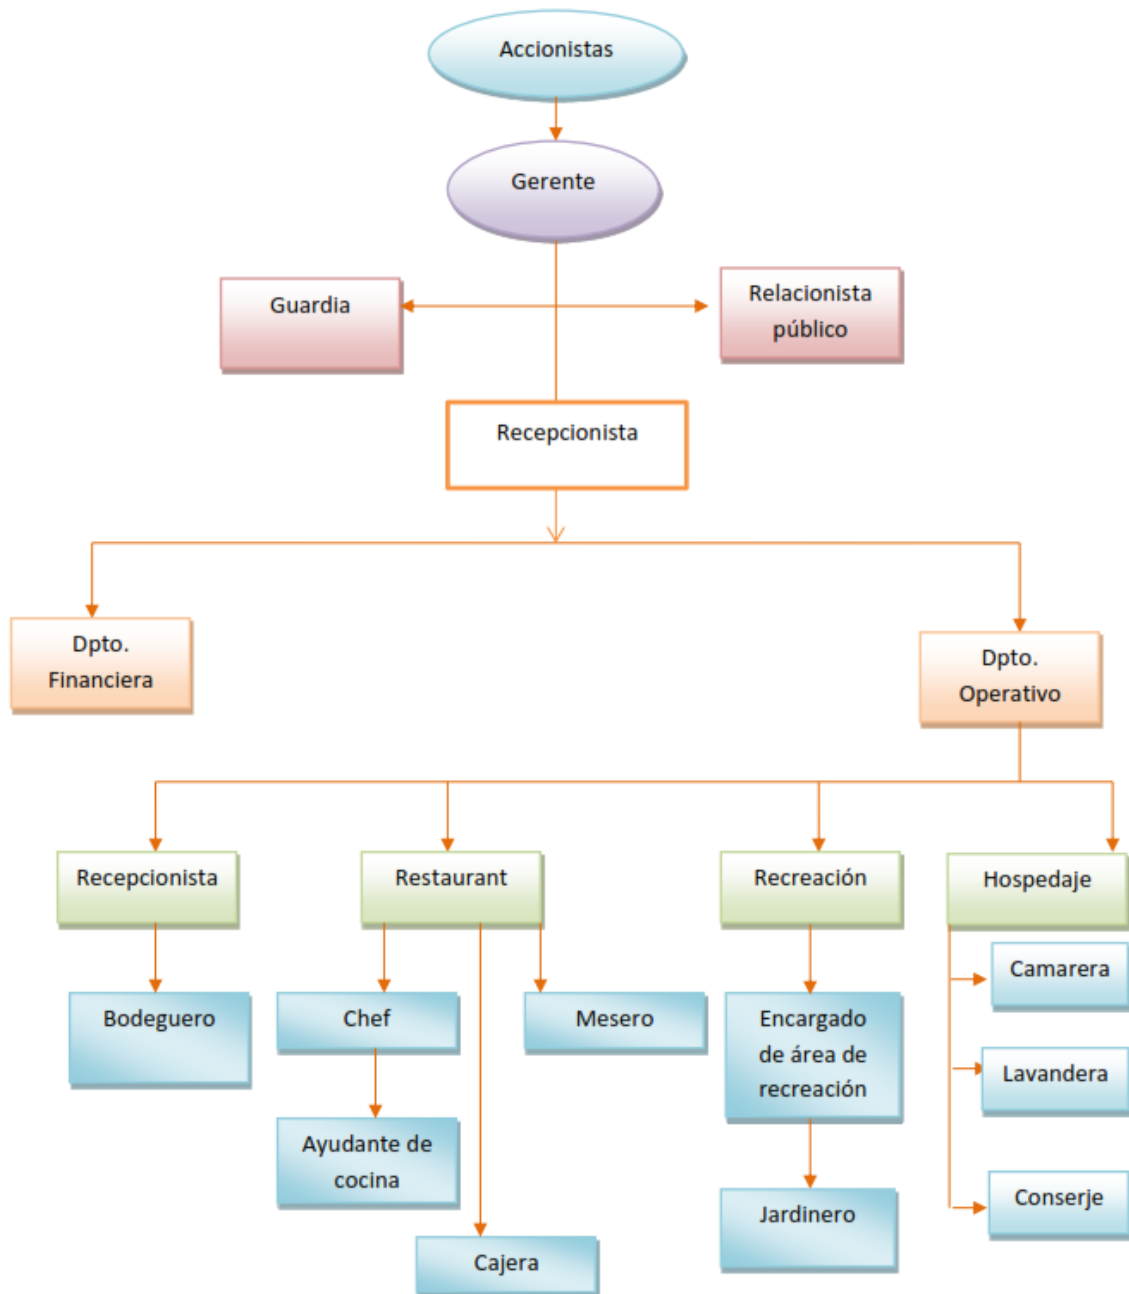 Accionistas
Gerente
Guardia
Relacionista
público
Recepcionista
Dpto.
Financiera
Dpto.
Operativo
Recepcionista
Restaurant
Recreación
Hospedaje
Bodeguero
Chef
Mesero
Encargado
de área de
recreación
Camarera
Lavandera
Ayudante de
cocina
Jardinero
Conserje
Cajera